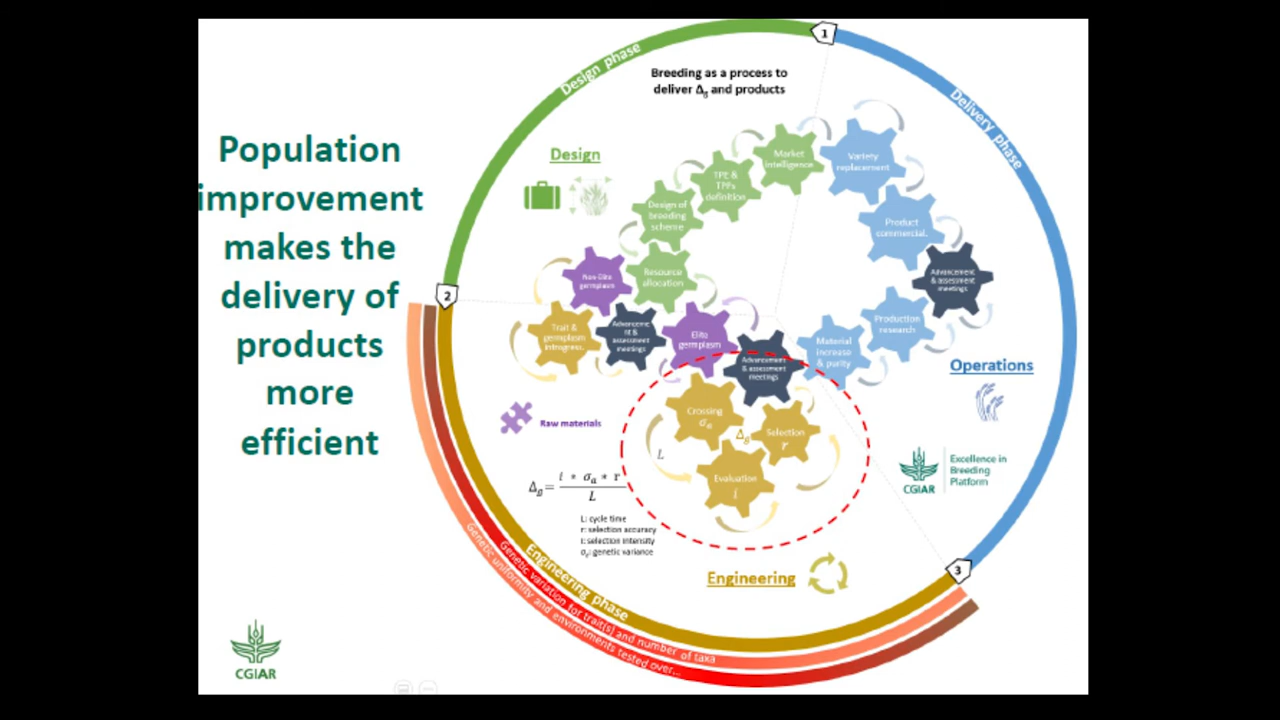 Population
improvement
makes the
delivery of
products
more
efficient
Breeding as a process to
deliver Δg and products
Design phase
Delivery phase
Engineering phase
Genetic variation for trait(s) and number of taxa
Genetic uniformity and environments tested over...
1
2
3
Design
Market
intelligence
TPE &
TPPs
definition
Design of
breeding
scheme
Resource
allocation
Non-Elite
germplasm
Trait &
germplasm
introgress.
Advanceme
nt &
assessment
meetings
Elite
germplasm
Advancement
& assessment
meetings
Variety
replacement
Product
commercial.
Advancement
& assessment
meetings
Production
research
Material
increase
& purity
Operations
Crossing
σa
Δg
Selection
r
Evaluation
i
L
Raw materials
Δg= i * σa * r
L
L: cycle time
r: selection accuracy
i: selection intensity
σg: genetic variance
Engineering
CGIAR
Excellence in
Breeding
Platform
CGIAR